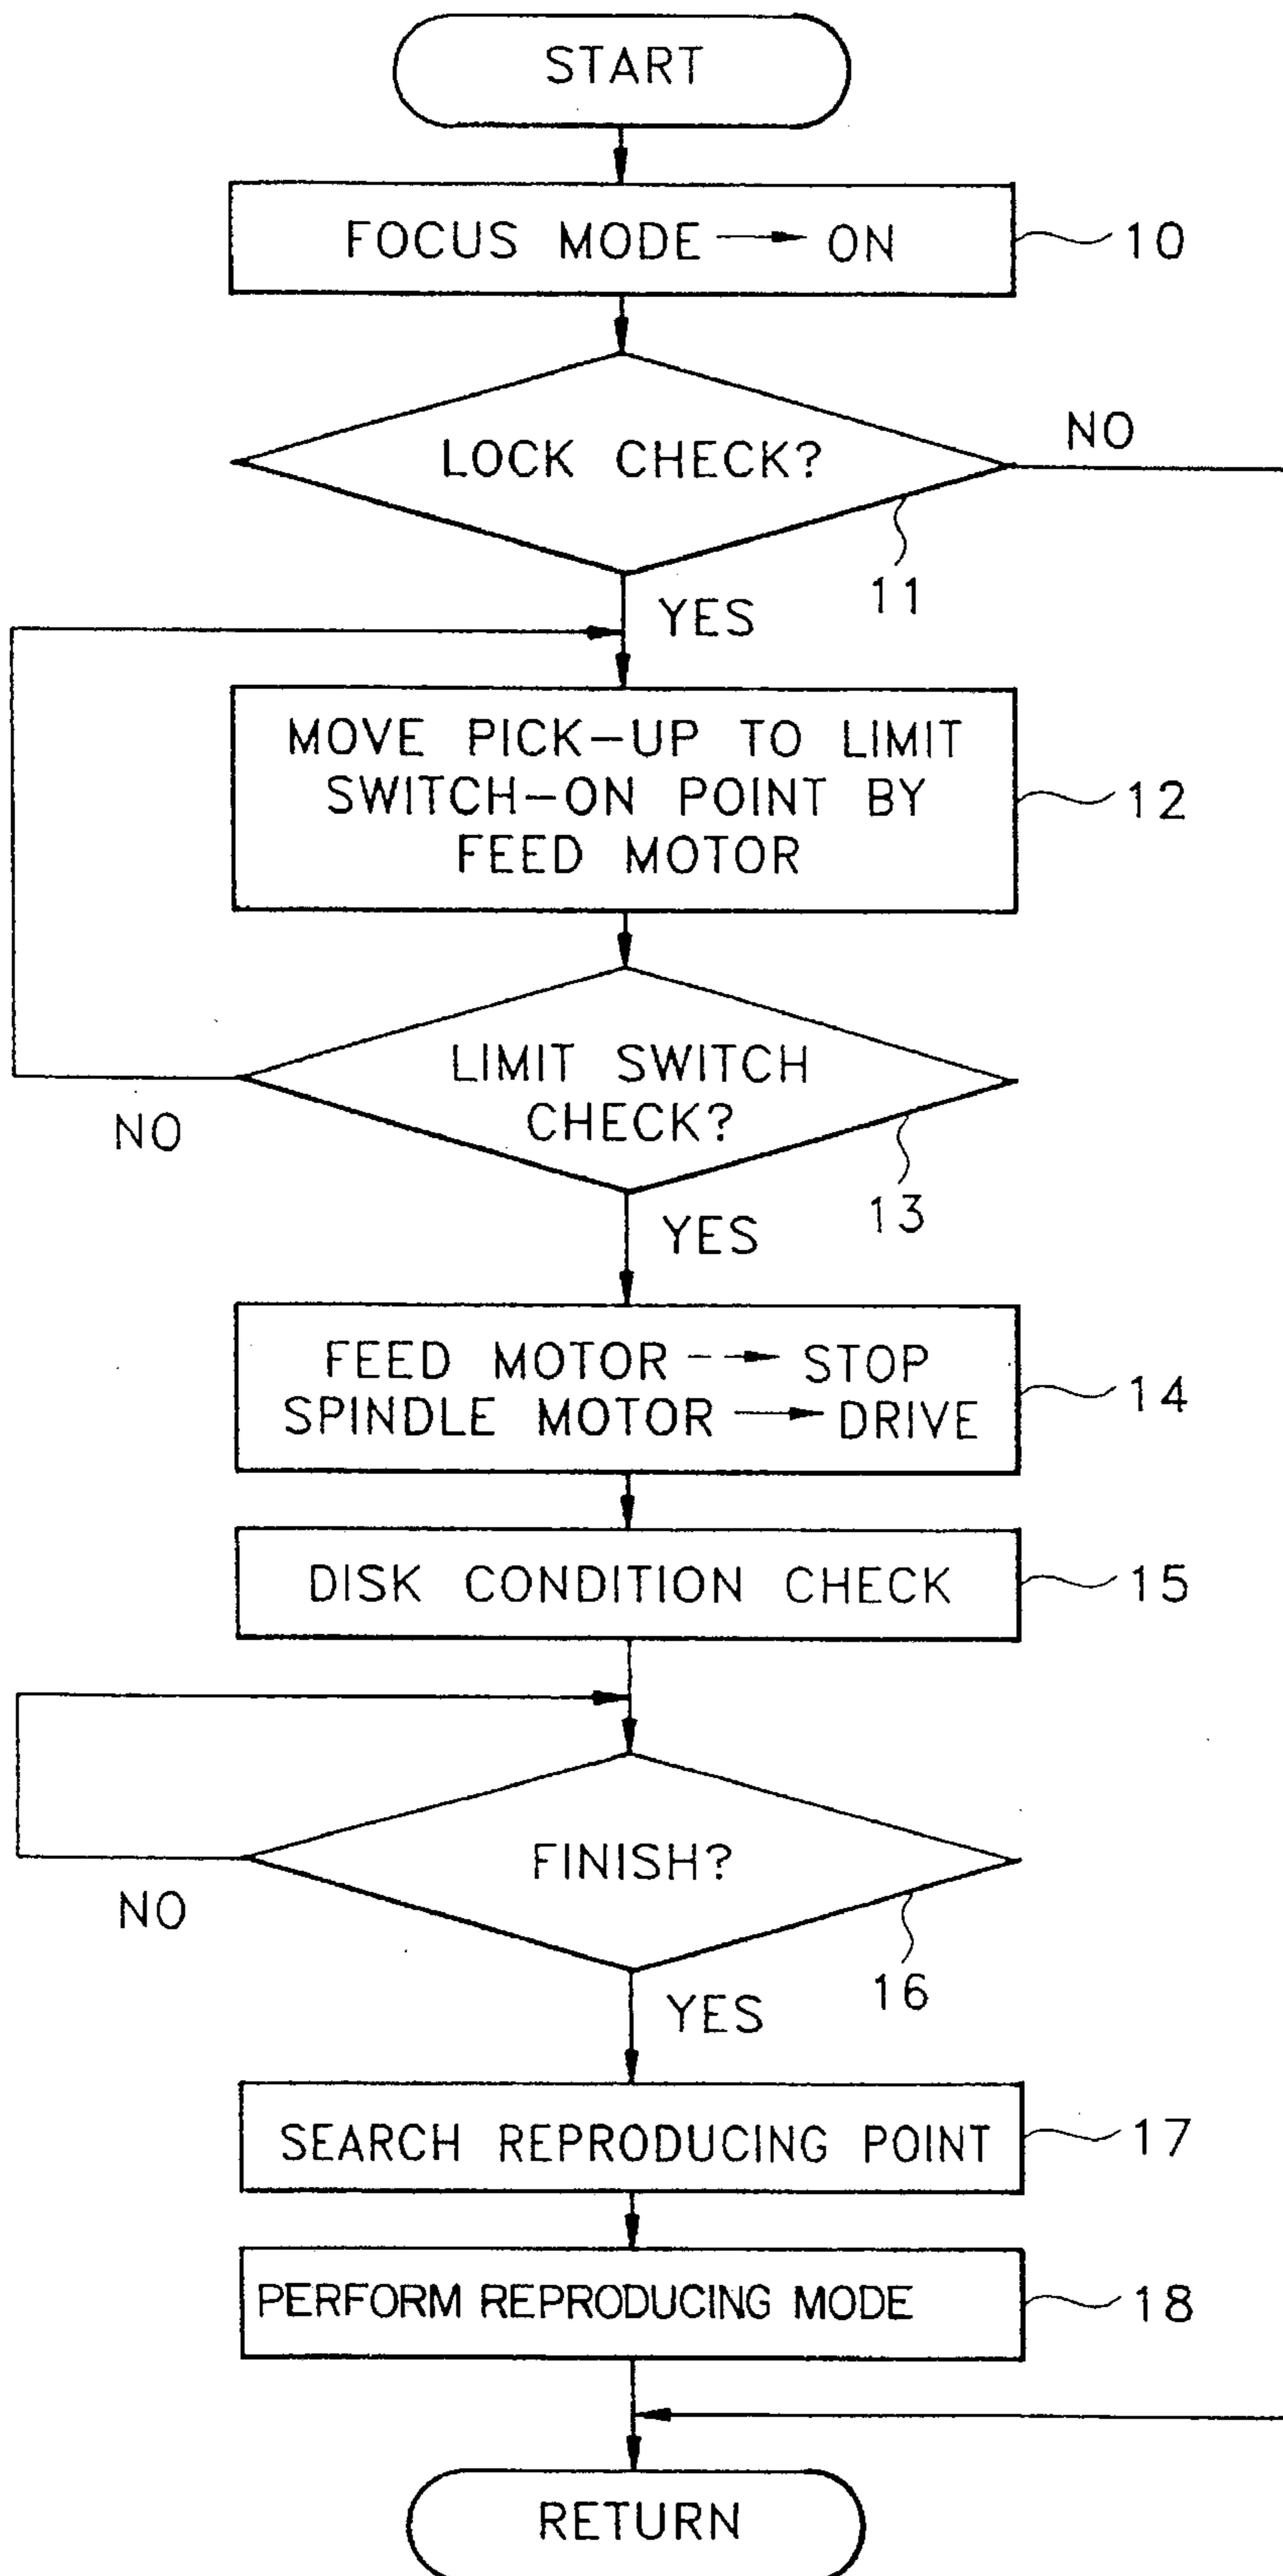 START
FOCUS MODE → ON
10
LOCK CHECK?
NO
11
YES
MOVE PICK-UP TO LIMIT
SWITCH-ON POINT BY
FEED MOTOR
12
LIMIT SWITCH
CHECK?
NO
13
YES
FEED MOTOR --→ STOP
SPINDLE MOTOR → DRIVE
14
DISK CONDITION CHECK
15
FINISH?
NO
16
YES
SEARCH REPRODUCING POINT
17
PERFORM REPRODUCING MODE
18
RETURN